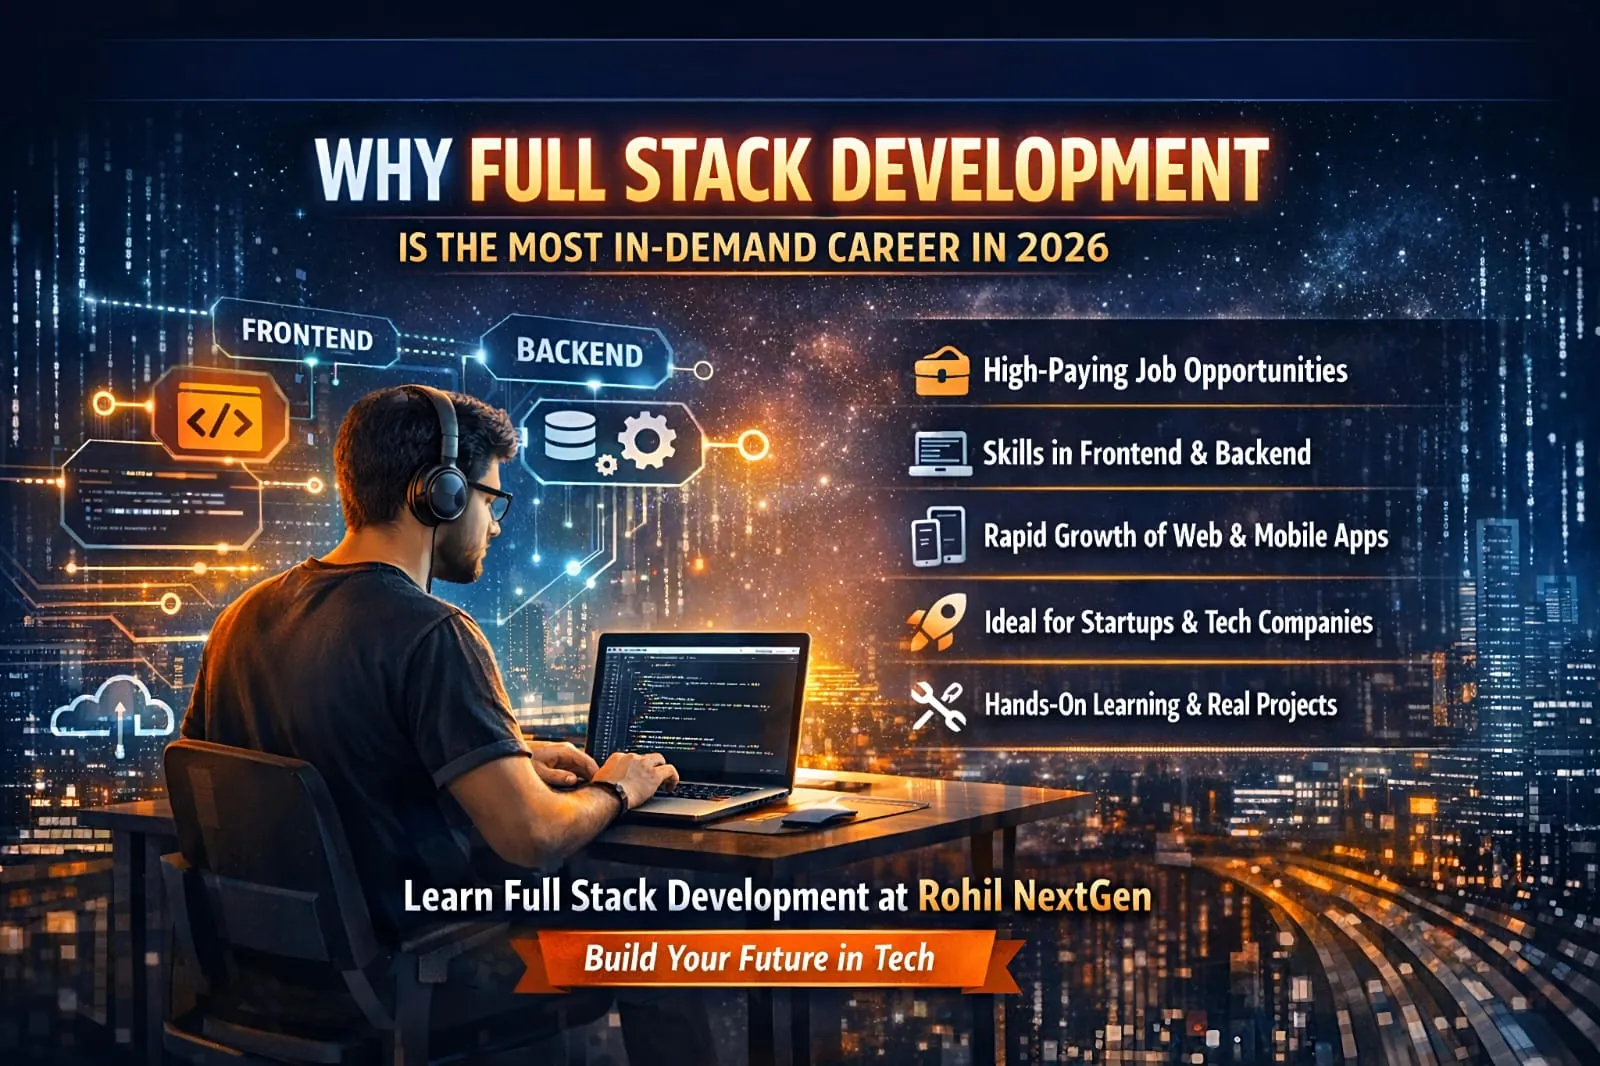 WHY FULL STACK DEVELOPMENT
IS THE MOST IN-DEMAND CAREER IN 2026
FRONTEND
BACKEND
</>
High-Paying Job Opportunities
Skills in Frontend & Backend
Rapid Growth of Web & Mobile Apps
Ideal for Startups & Tech Companies
Hands-On Learning & Real Projects
Learn Full Stack Development at Rohil NextGen
Build Your Future in Tech